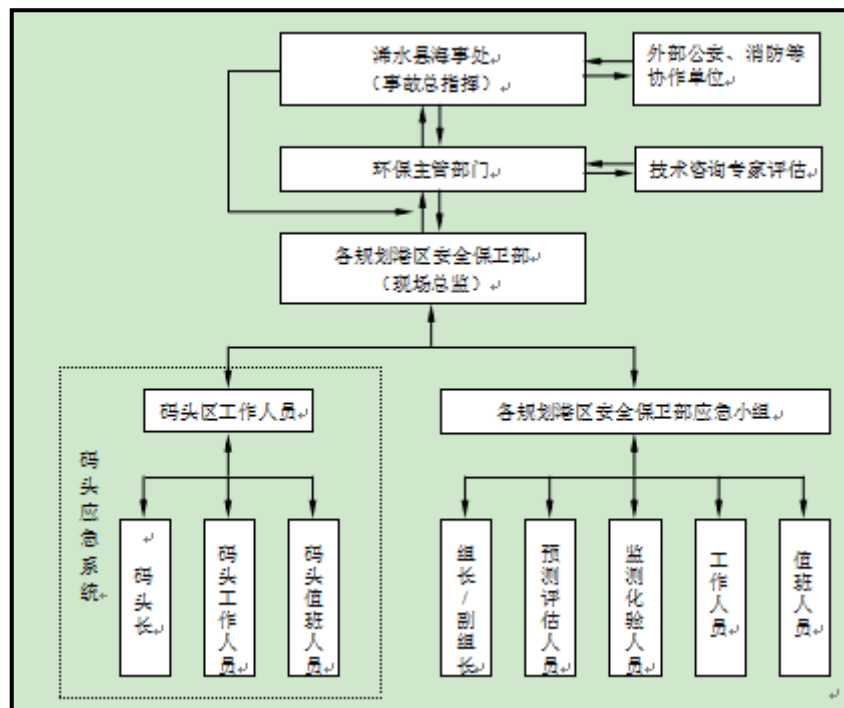 浠水县海事处
（事故总指挥）
外部公安、消防等
协作单位
环保主管部门
技术咨询专家评估
各规划港区安全保卫部
（现场总监）
码头区工作人员
各规划港区安全保卫部应急小组
码头应急系统
码头长
码头工作人员
码头值班人员
组长/副组长
预测评估人员
监测化验人员
工作人员
值班人员